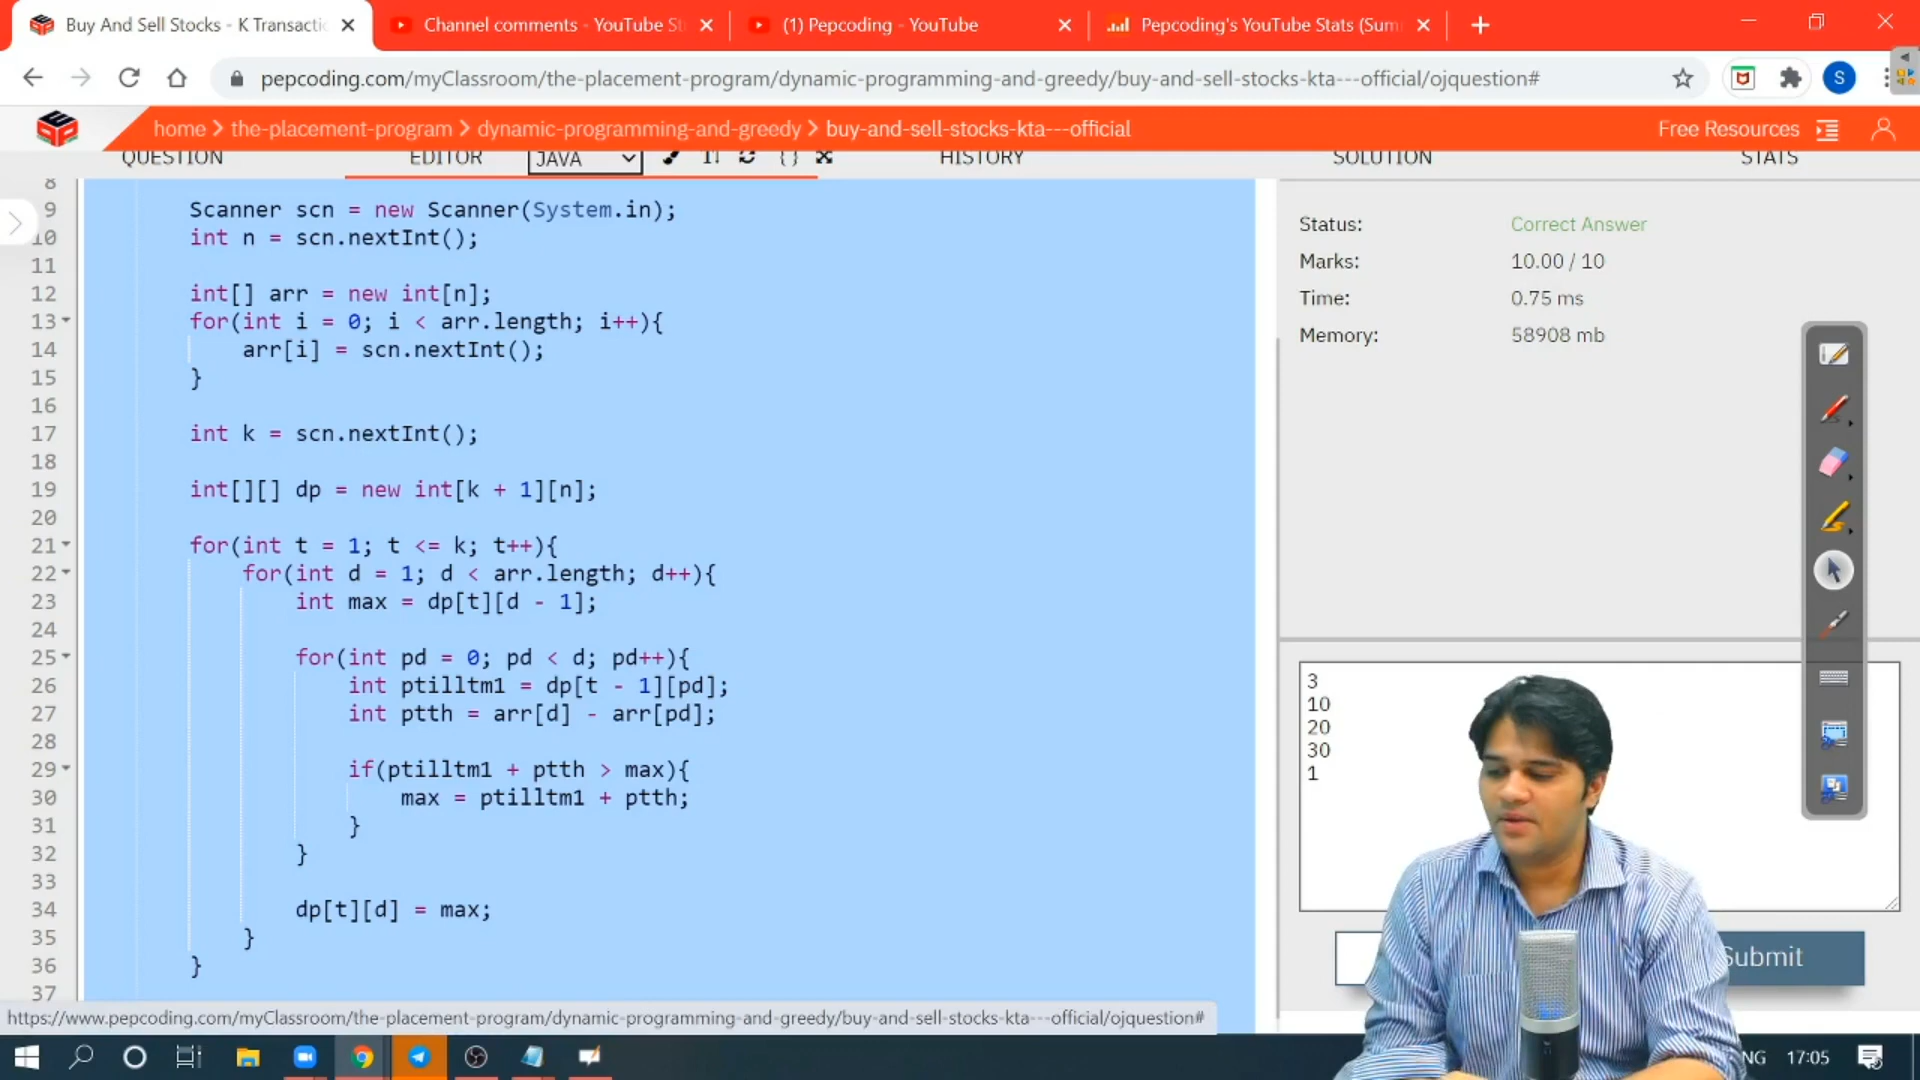 Buy And Sell Stocks - K Transacti
Channel comments - YouTube St
(1) Pepcoding - YouTube
Pepcoding's YouTube Stats (Sum
pepcoding.com/myClassroom/the-placement-program/dynamic-programming-and-greedy/buy-and-sell-stocks-kta---official/ojquestion#
S
home > the-placement-program > dynamic-programming-and-greedy > buy-and-sell-stocks-kta---official
Free Resources
QUESTION
EDITOR
JAVA
HISTORY
SOLUTION
STATS
8
9 Scanner scn = new Scanner(System.in);
10 int n = scn.nextInt();
11
12 int[] arr = new int[n];
13 for(int i = 0; i < arr.length; i++){
14 arr[i] = scn.nextInt();
15 }
16
17 int k = scn.nextInt();
18
19 int[][] dp = new int[k + 1][n];
20
21 for(int t = 1; t <= k; t++){
22 for(int d = 1; d < arr.length; d++){
23 int max = dp[t][d - 1];
24
25 for(int pd = 0; pd < d; pd++){
26 int ptilltm1 = dp[t - 1][pd];
27 int ptth = arr[d] - arr[pd];
28
29 if(ptilltm1 + ptth > max){
30 max = ptilltm1 + ptth;
31 }
32 }
33
34 dp[t][d] = max;
35 }
36 }
37
Status: Correct Answer
Marks: 10.00 / 10
Time: 0.75 ms
Memory: 58908 mb
3
10
20
30
1
Submit
https://www.pepcoding.com/myClassroom/the-placement-program/dynamic-programming-and-greedy/buy-and-sell-stocks-kta---official/ojquestion#
NG
17:05